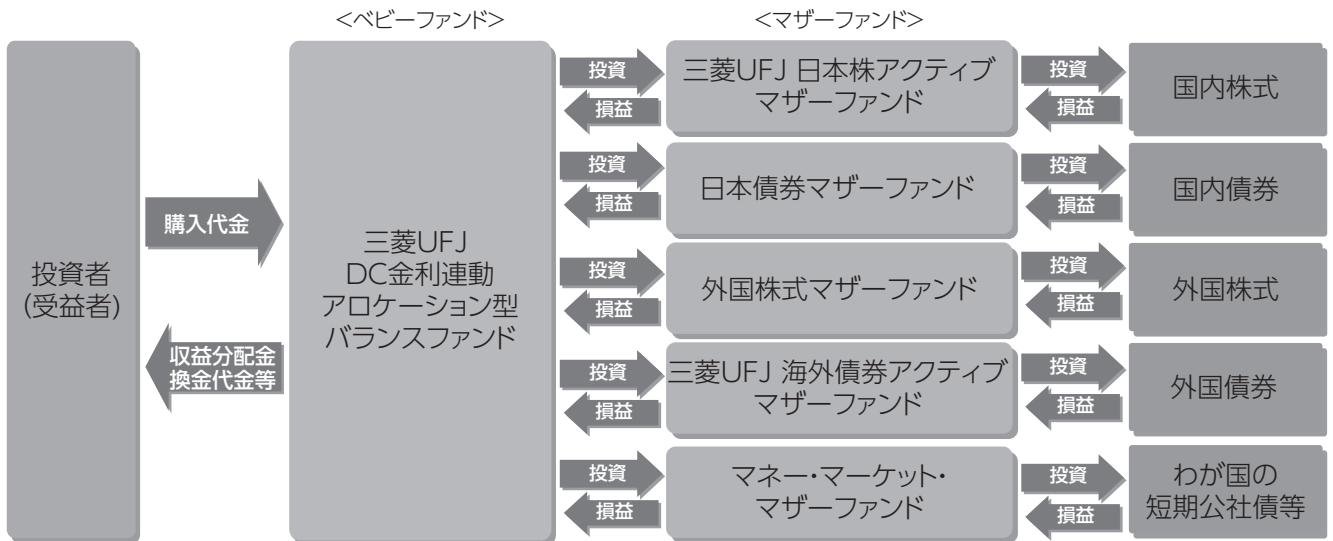 <ベビーファンド>
<マザーファンド>
投資者
(受益者)
購入代金
収益分配金
換金代金等
三菱UFJ
DC金利連動
アロケーション型
バランスファンド
投資
損益
三菱UFJ 日本株アクティブ
マザーファンド
投資
損益
国内株式
投資
損益
日本債券マザーファンド
投資
損益
国内債券
投資
損益
外国株式マザーファンド
投資
損益
外国株式
投資
損益
三菱UFJ 海外債券アクティブ
マザーファンド
投資
損益
外国債券
投資
損益
マネー・マーケット・
マザーファンド
投資
損益
わが国の
短期公社債等